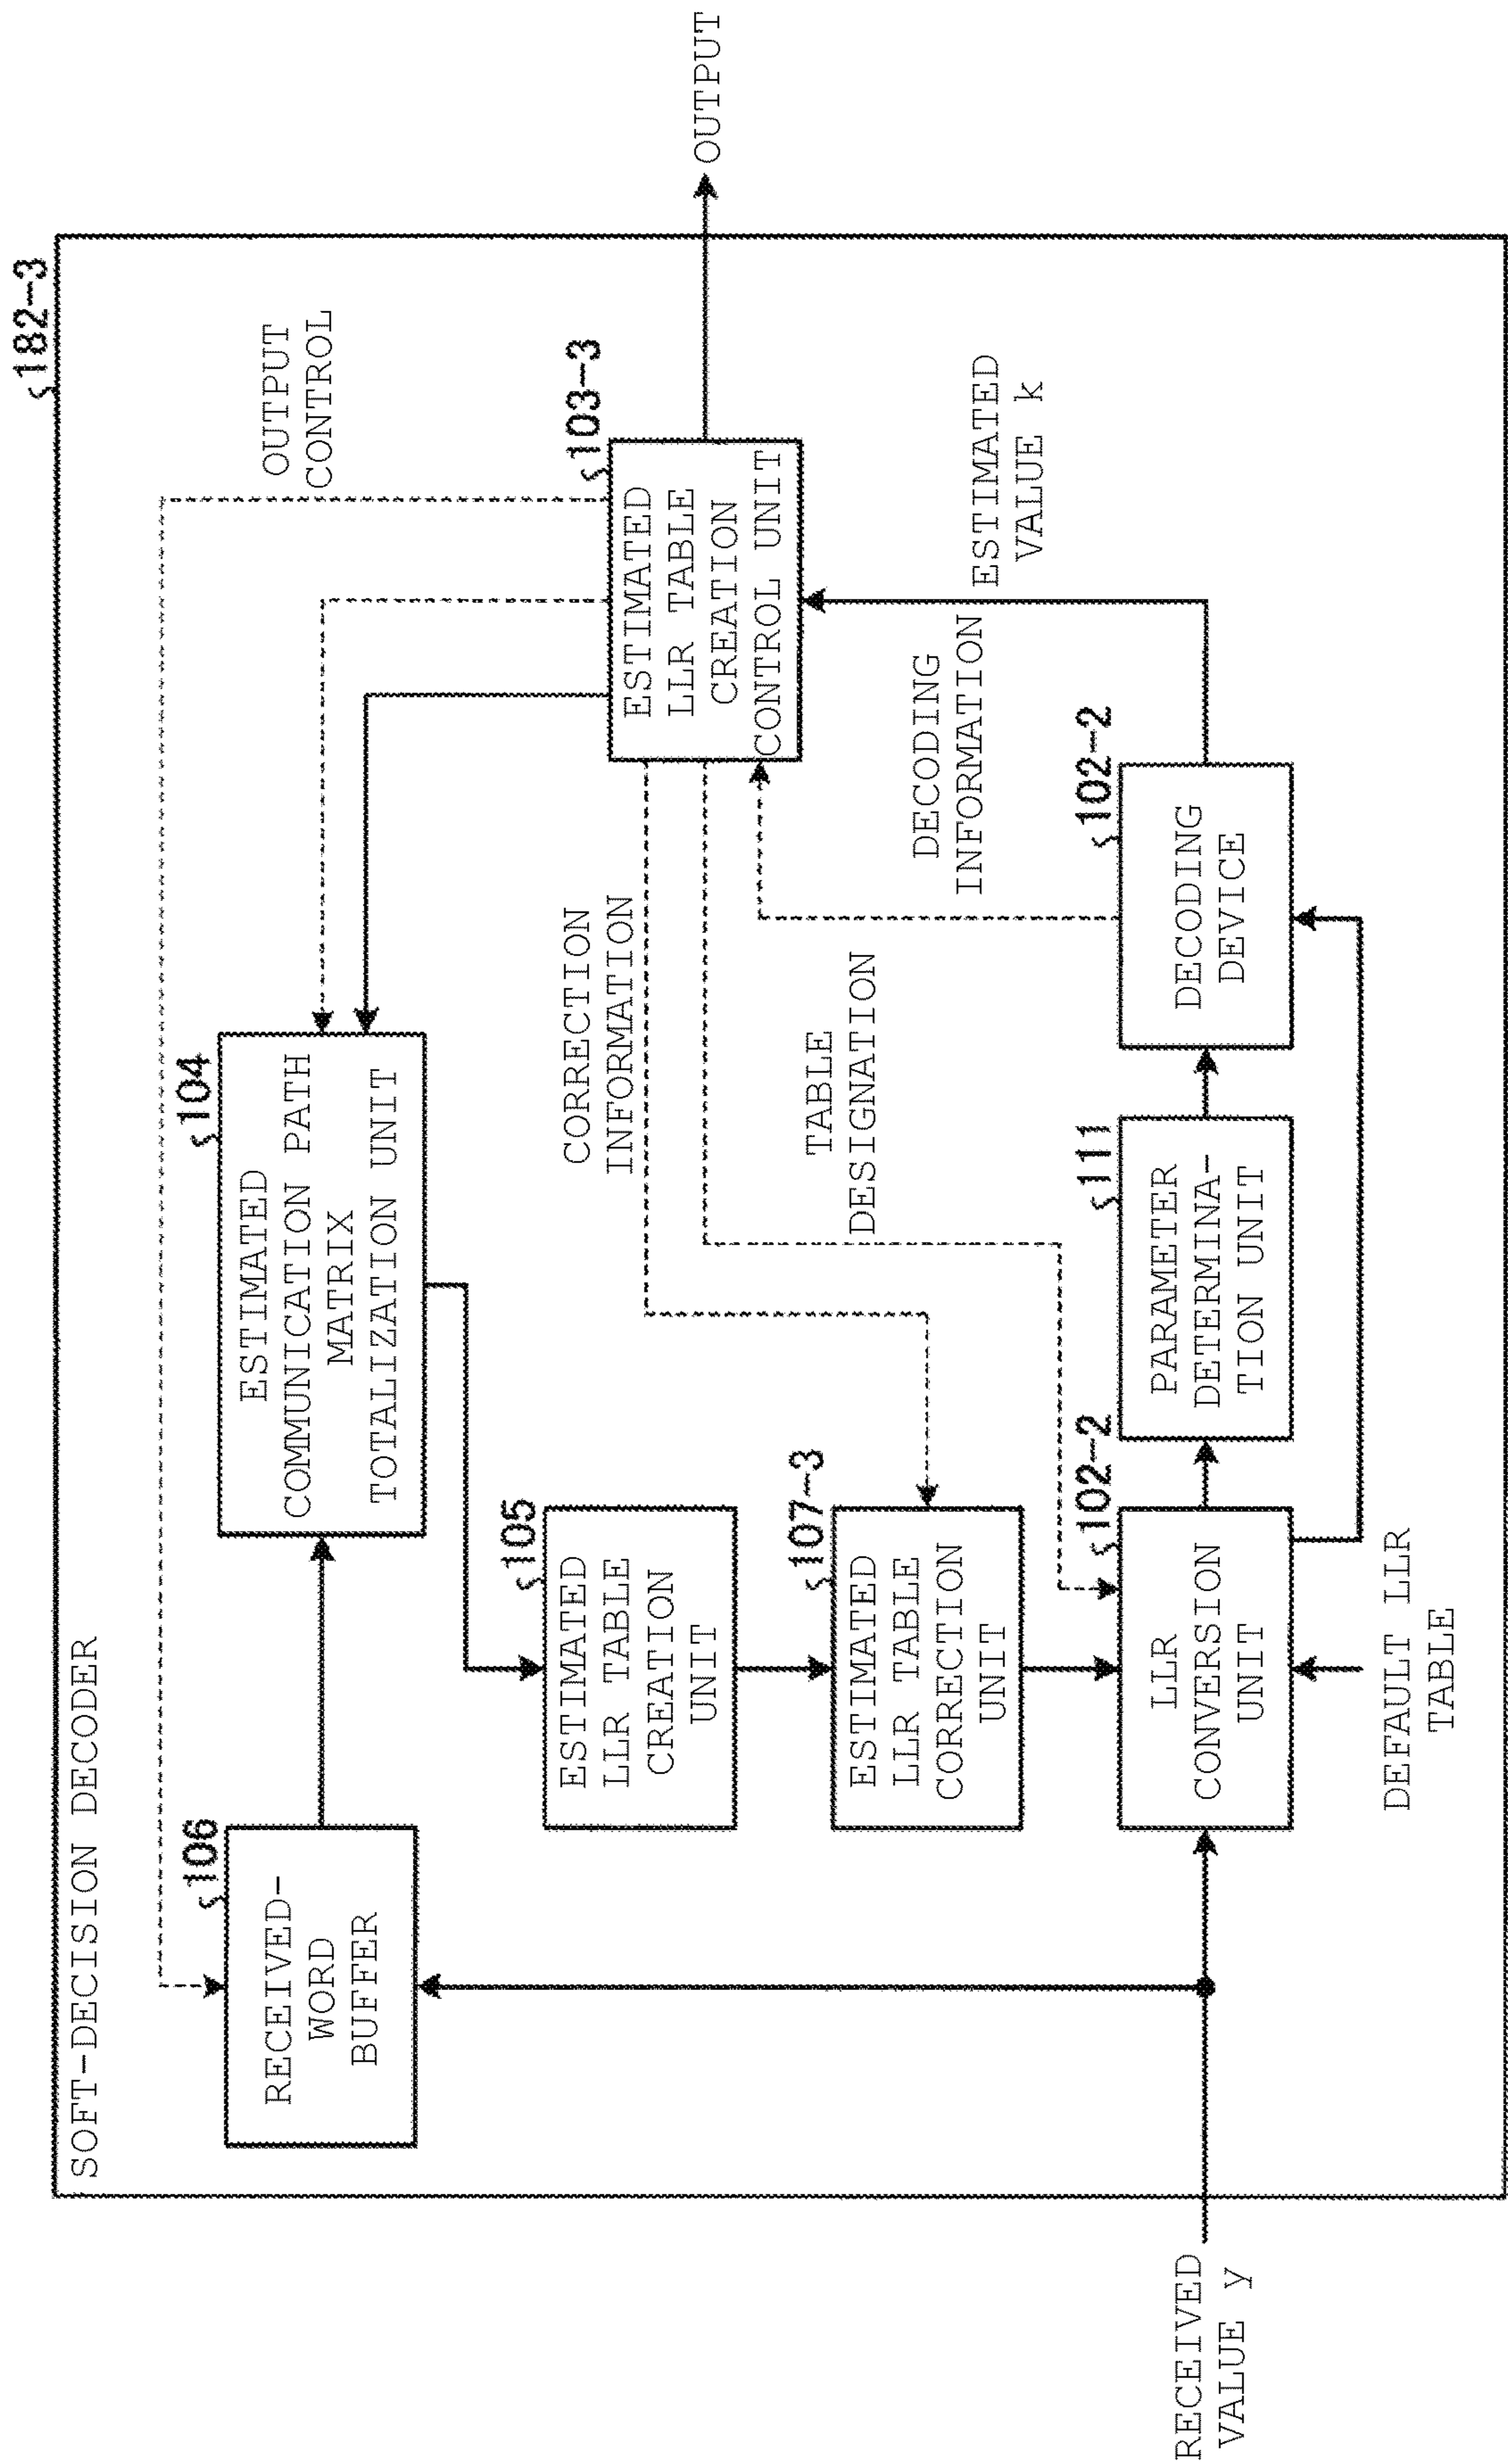 182-3
SOFT-DECISION DECODER
OUTPUT
CONTROL
106
RECEIVED-
WORD
BUFFER
104
ESTIMATED
COMMUNICATION PATH
MATRIX
TOTALIZATION UNIT
103-3
ESTIMATED
LLR TABLE
CREATION
CONTROL UNIT
OUTPUT
105
ESTIMATED
LLR TABLE
CREATION
UNIT
CORRECTION
INFORMATION
107-3
ESTIMATED
LLR TABLE
CORRECTION
UNIT
TABLE
DESIGNATION
DECODING
INFORMATION
ESTIMATED
VALUE k
RECEIVED
VALUE y
102-2
LLR
CONVERSION
UNIT
111
PARAMETER
DETERMINA-
TION UNIT
102-2
DECODING
DEVICE
DEFAULT LLR
TABLE